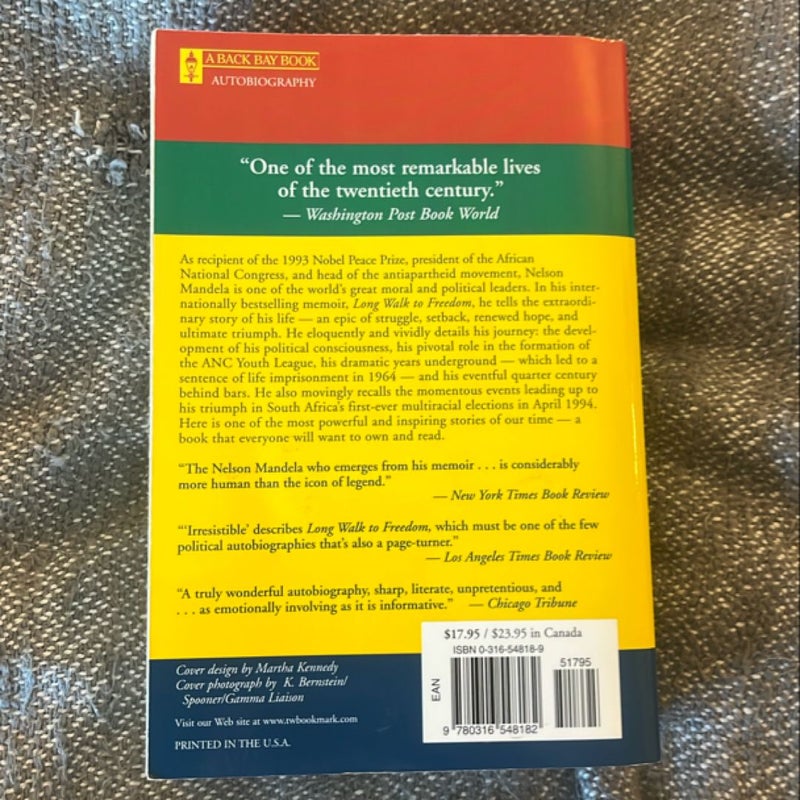 A BACK BAY BOOK
AUTOBIOGRAPHY
“One of the most remarkable lives
of the twentieth century.”
— Washington Post Book World
As recipient of the 1993 Nobel Peace Prize, president of the African
National Congress, and head of the antiapartheid movement, Nelson
Mandela is one of the world’s great moral and political leaders. In his inter-
nationally bestselling memoir, Long Walk to Freedom, he tells the extraordi-
nary story of his life — an epic of struggle, setback, renewed hope, and
ultimate triumph. He eloquently and vividly details his journey: the devel-
opment of his political consciousness, his pivotal role in the formation of
the ANC Youth League, his dramatic years underground — which led to a
sentence of life imprisonment in 1964 — and his eventful quarter century
behind bars. He also movingly recalls the momentous events leading up to
his triumph in South Africa’s first-ever multiracial elections in April 1994.
Here is one of the most powerful and inspiring stories of our time — a
book that everyone will want to own and read.
“The Nelson Mandela who emerges from his memoir . . . is considerably
more human than the icon of legend.”
— New York Times Book Review
“‘Irresistible’ describes Long Walk to Freedom, which must be one of the few
political autobiographies that’s also a page-turner.”
— Los Angeles Times Book Review
“A truly wonderful autobiography, sharp, literate, unpretentious, and
. . . as emotionally involving as it is informative.” — Chicago Tribune
$17.95 / $23.95 in Canada
ISBN 0-316-54818-9
51795
EAN
9 780316 548182
Cover design by Martha Kennedy
Cover photograph by K. Bernstein/
Spooner/Gamma Liaison
Visit our Web site at www.twbookmark.com
PRINTED IN THE U.S.A.